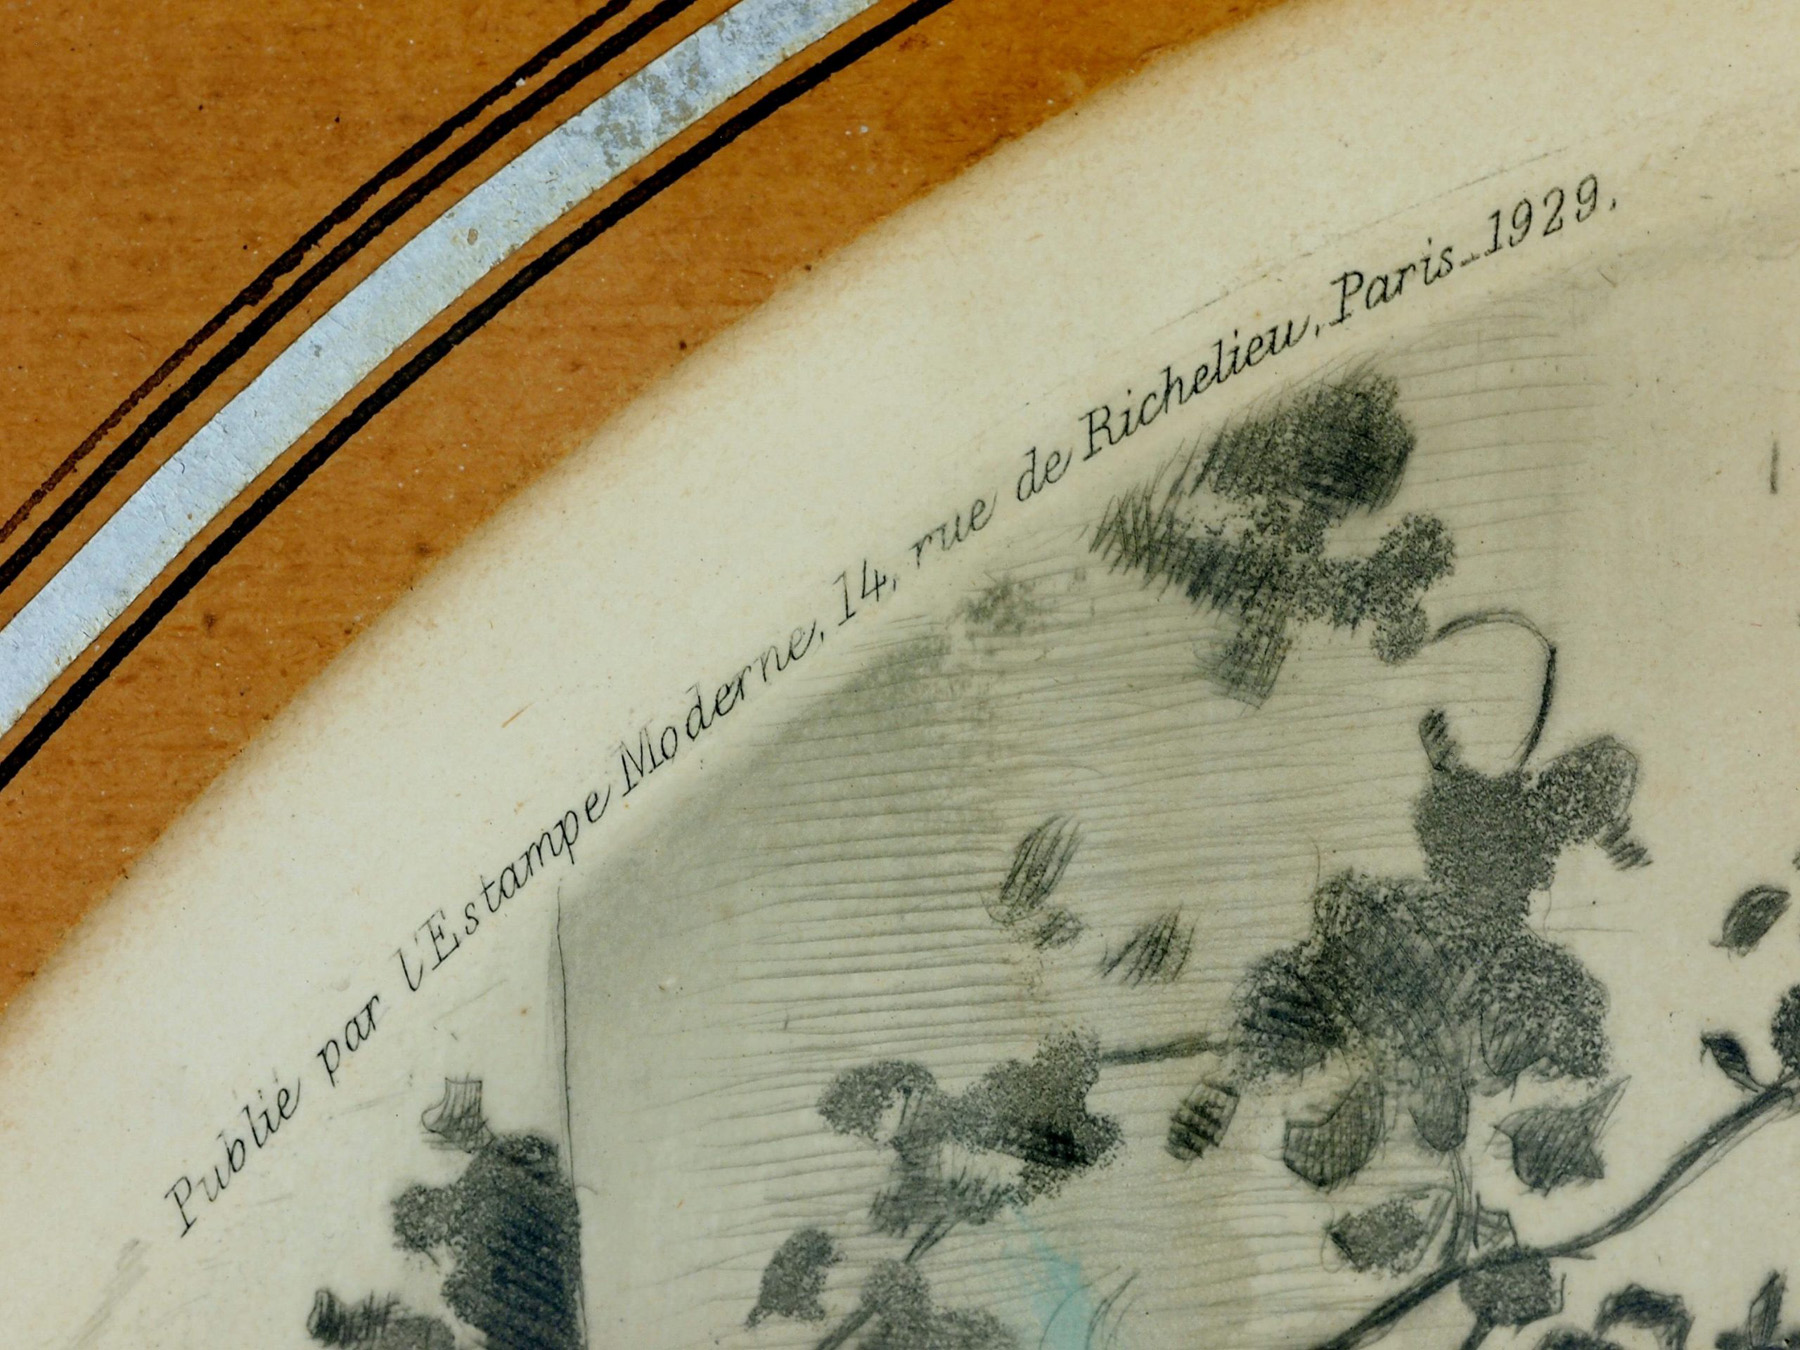 Publié par l'Estampe Moderne, 14, rue de Richelieu, Paris_1929.